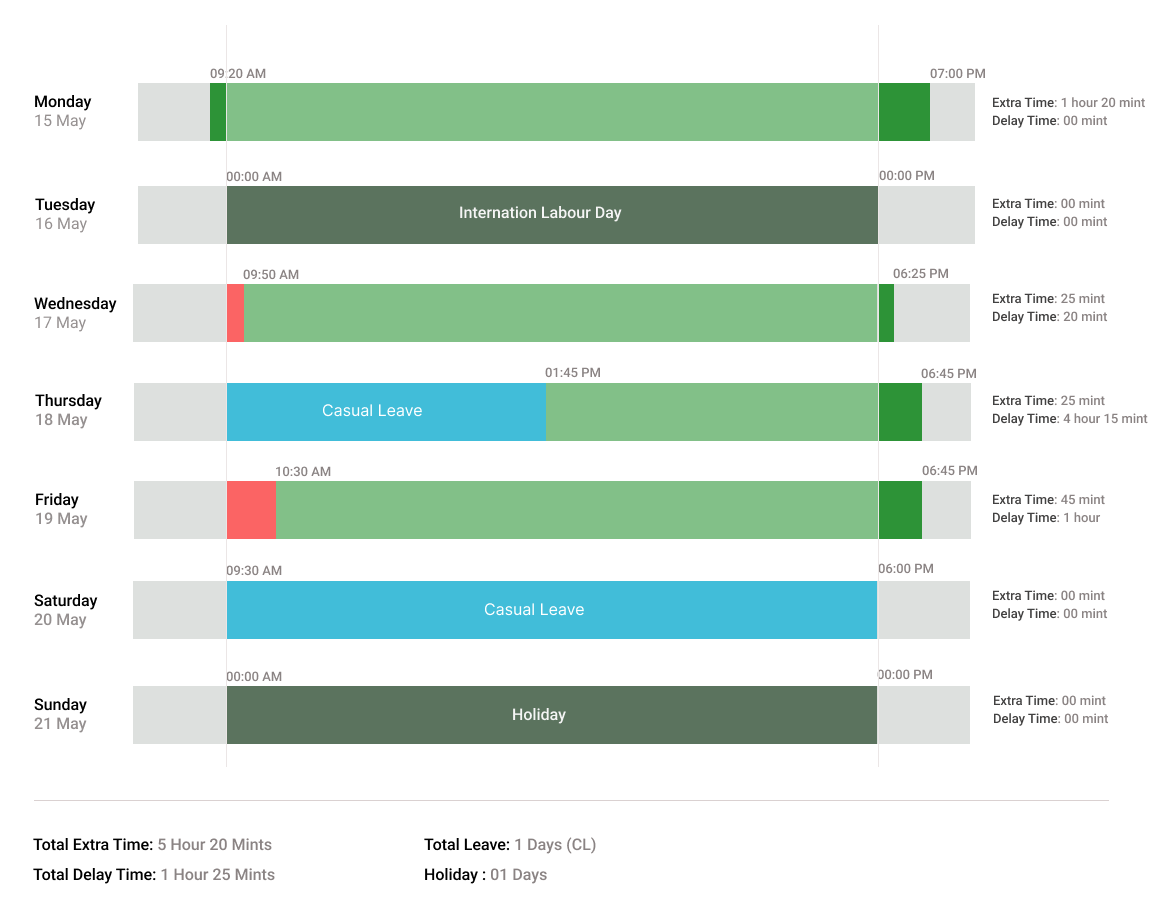 09:20 AM
07:00 PM
Monday
15 May
Extra Time: 1 hour 20 mint
Delay Time: 00 mint
00:00 AM
00:00 PM
Tuesday
16 May
Internation Labour Day
Extra Time: 00 mint
Delay Time: 00 mint
09:50 AM
06:25 PM
Wednesday
17 May
Extra Time: 25 mint
Delay Time: 20 mint
01:45 PM
06:45 PM
Thursday
18 May
Casual Leave
Extra Time: 25 mint
Delay Time: 4 hour 15 mint
10:30 AM
06:45 PM
Friday
19 May
Extra Time: 45 mint
Delay Time: 1 hour
09:30 AM
06:00 PM
Saturday
20 May
Casual Leave
Extra Time: 00 mint
Delay Time: 00 mint
00:00 AM
00:00 PM
Sunday
21 May
Holiday
Extra Time: 00 mint
Delay Time: 00 mint
Total Extra Time: 5 Hour 20 Mints
Total Leave: 1 Days (CL)
Total Delay Time: 1 Hour 25 Mints
Holiday : 01 Days